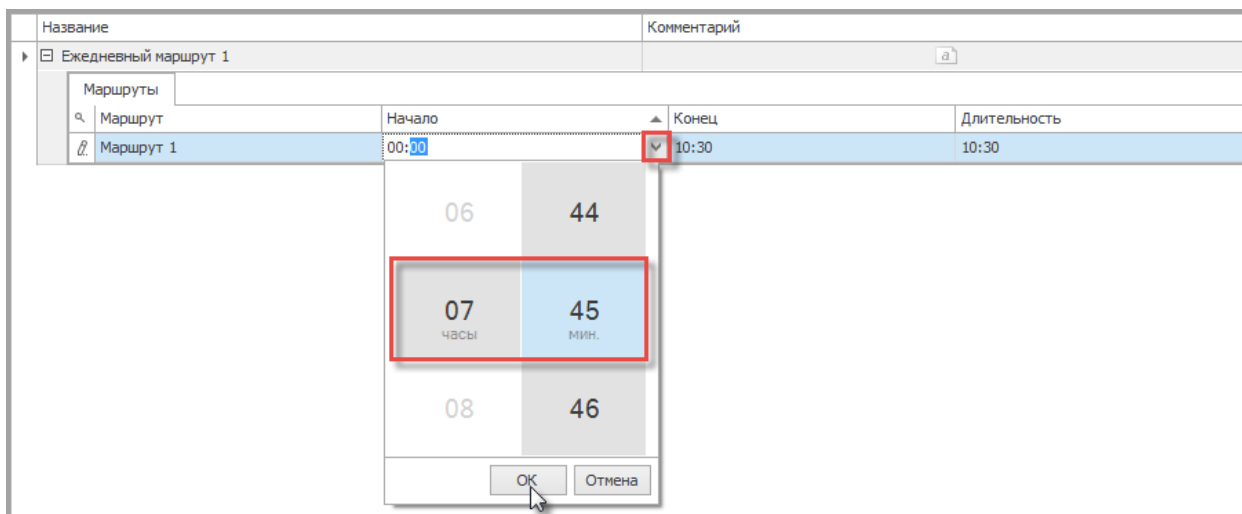 Название Комментарий
Ежедневный маршрут 1 a
Маршруты
Маршрут Начало Конец Длительность
Маршрут 1 00:00 10:30 10:30
06 44
07 45
часы мин.
08 46
OK Отмена